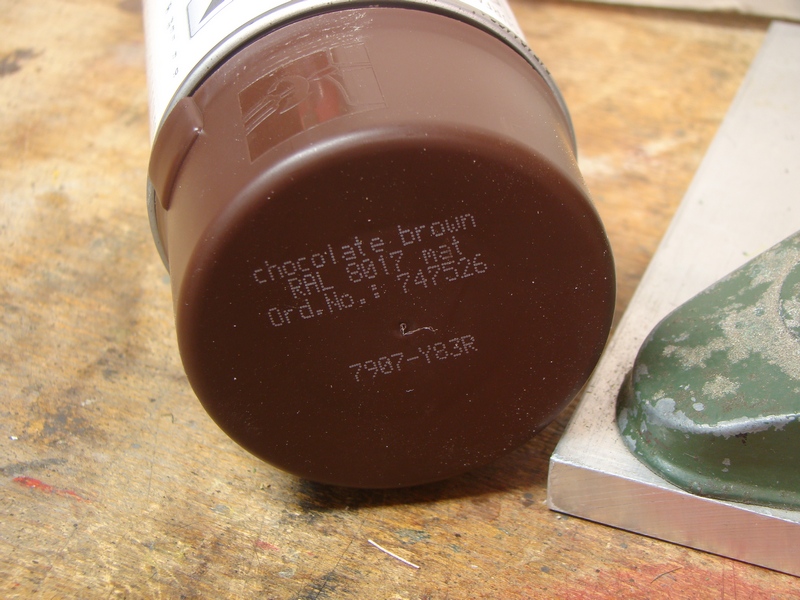 chocolate brown
RAL 8017 mat
Ord.No.: 747526
7907-Y83R